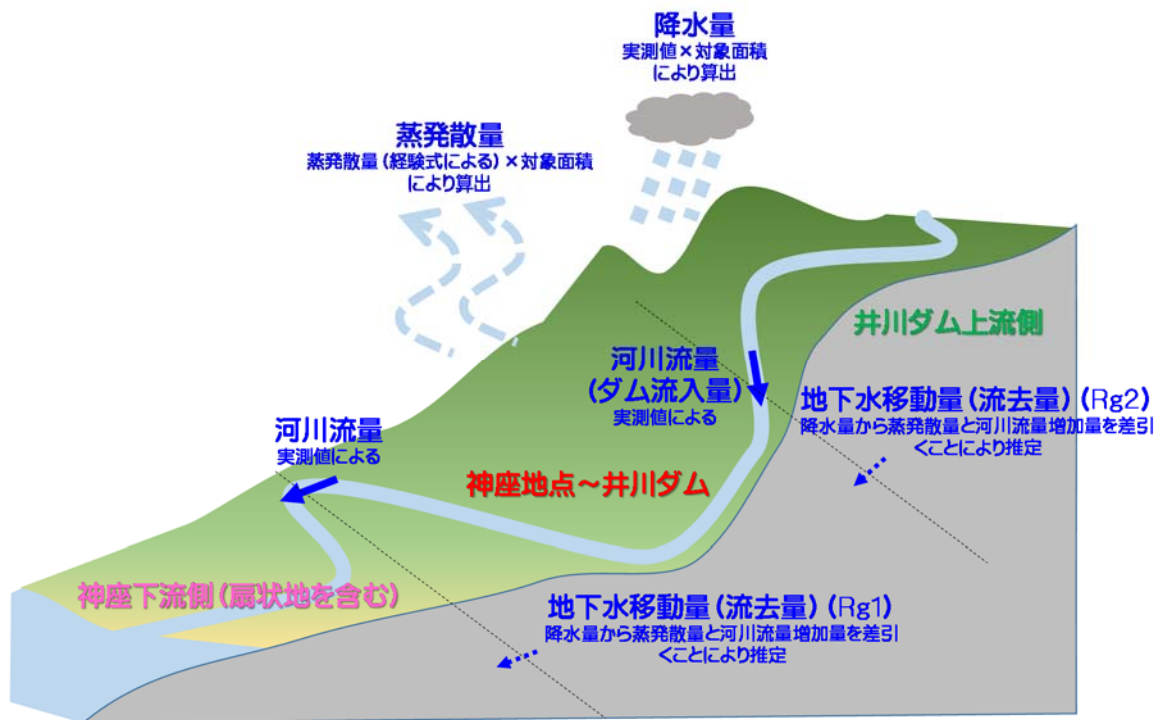 降水量
実測値×対象面積
により算出
蒸発散量
蒸発散量(経験式による)×対象面積
により算出
井川ダム上流側
河川流量
(ダム流入量)
実測値による
地下水移動量(流去量)(Rg2)
降水量から蒸発散量と河川流量増加量を差引
くことにより推定
河川流量
実測値による
神座地点~井川ダム
神座下流側(扇状地を含む)
地下水移動量(流去量)(Rg1)
降水量から蒸発散量と河川流量増加量を差引
くことにより推定